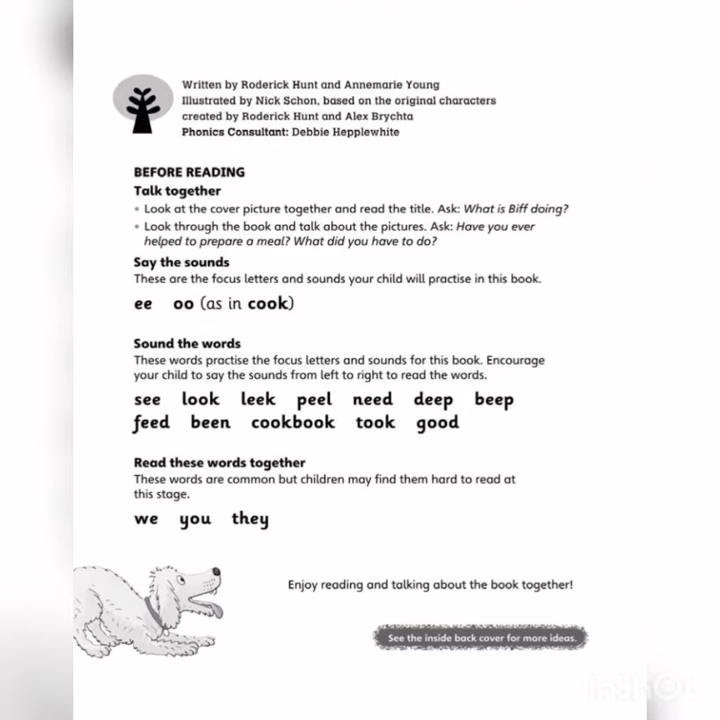 Written by Roderick Hunt and Annemarie Young
Illustrated by Nick Schon, based on the original characters
created by Roderick Hunt and Alex Brychta
Phonics Consultant: Debbie Hepplewhite
BEFORE READING
Talk together
• Look at the cover picture together and read the title. Ask: What is Biff doing?
• Look through the book and talk about the pictures. Ask: Have you ever
helped to prepare a meal? What did you have to do?
Say the sounds
These are the focus letters and sounds your child will practise in this book.
ee oo (as in cook)
Sound the words
These words practise the focus letters and sounds for this book. Encourage
your child to say the sounds from left to right to read the words.
see look leek peel need deep beep
feed been cookbook took good
Read these words together
These words are common but children may find them hard to read at
this stage.
we you they
Enjoy reading and talking about the book together!
See the inside back cover for more ideas.
InShOt